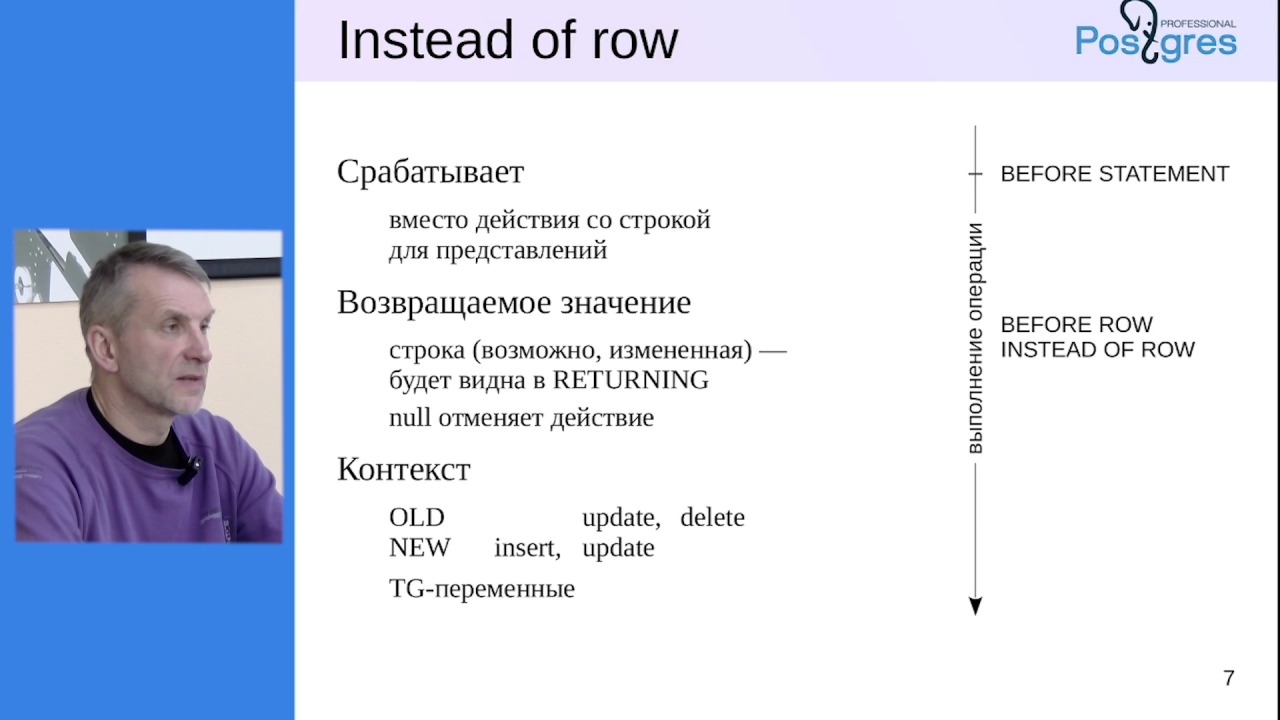 Instead of row
PROFESSIONAL
Postgres
Срабатывает
вместо действия со строкой
для представлений
Возвращаемое значение
строка (возможно, измененная) —
будет видна в RETURNING
null отменяет действие
Контекст
OLD update, delete
NEW insert, update
TG-переменные
BEFORE STATEMENT
выполнение операции
BEFORE ROW
INSTEAD OF ROW
7